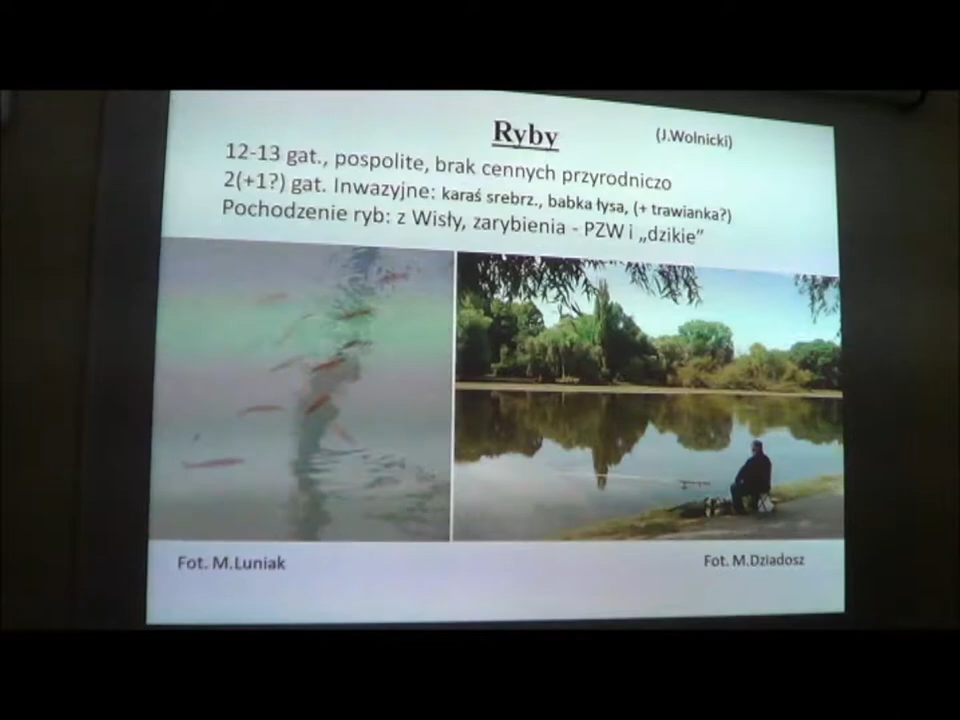 Ryby
(J.Wolnicki)
12-13 gat., pospolite, brak cennych przyrodniczo
2(+1?) gat. Inwazyjne: karaś srebrz., babka łysa, (+ trawianka?)
Pochodzenie ryb: z Wisły, zarybienia - PZW i „dzikie”
Fot. M.Luniak
Fot. M.Dziadosz